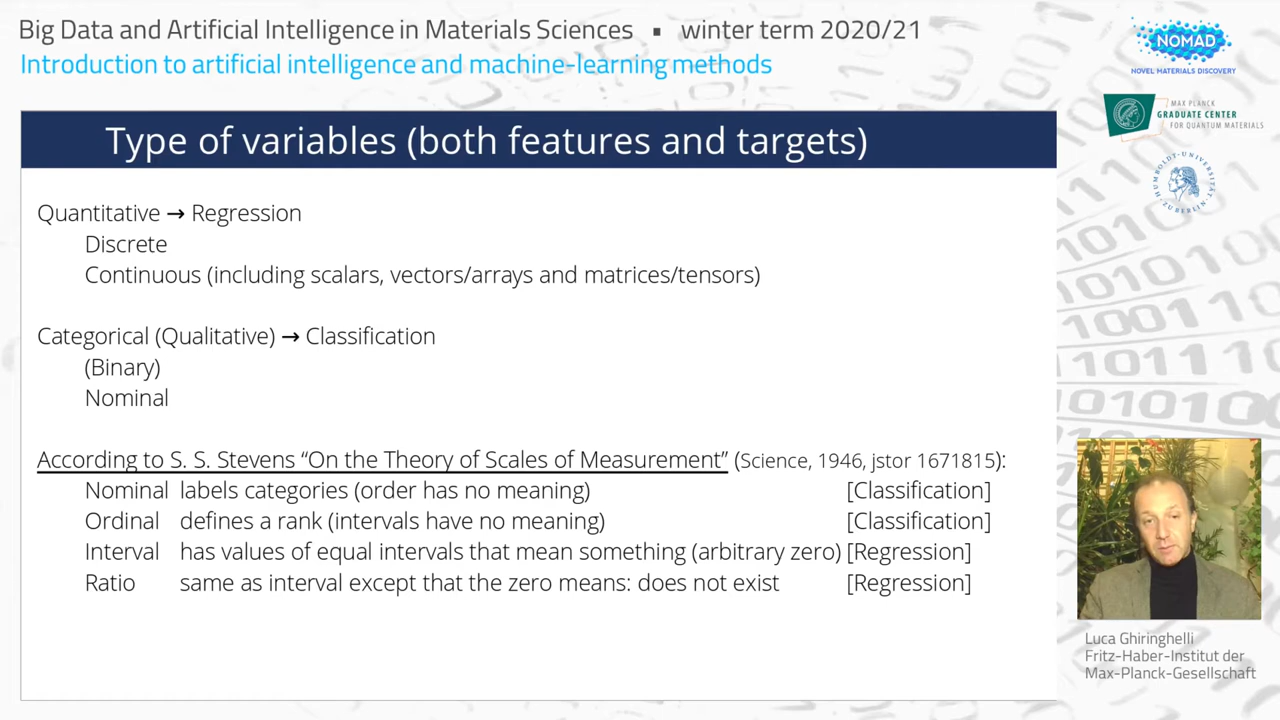 Big Data and Artificial Intelligence in Materials Sciences ▪ winter term 2020/21
Introduction to artificial intelligence and machine-learning methods
NOMAD
NOVEL MATERIALS DISCOVERY
MAX PLANCK
GRADUATE CENTER
FOR QUANTUM MATERIALS
HUMBOLDT-UNIVERSITÄT
ZU BERLIN
Type of variables (both features and targets)
Quantitative → Regression
Discrete
Continuous (including scalars, vectors/arrays and matrices/tensors)
Categorical (Qualitative) → Classification
(Binary)
Nominal
According to S. S. Stevens “On the Theory of Scales of Measurement” (Science, 1946, jstor 1671815):
Nominal labels categories (order has no meaning) [Classification]
Ordinal defines a rank (intervals have no meaning) [Classification]
Interval has values of equal intervals that mean something (arbitrary zero) [Regression]
Ratio same as interval except that the zero means: does not exist [Regression]
Luca Ghiringhelli
Fritz-Haber-Institut der
Max-Planck-Gesellschaft